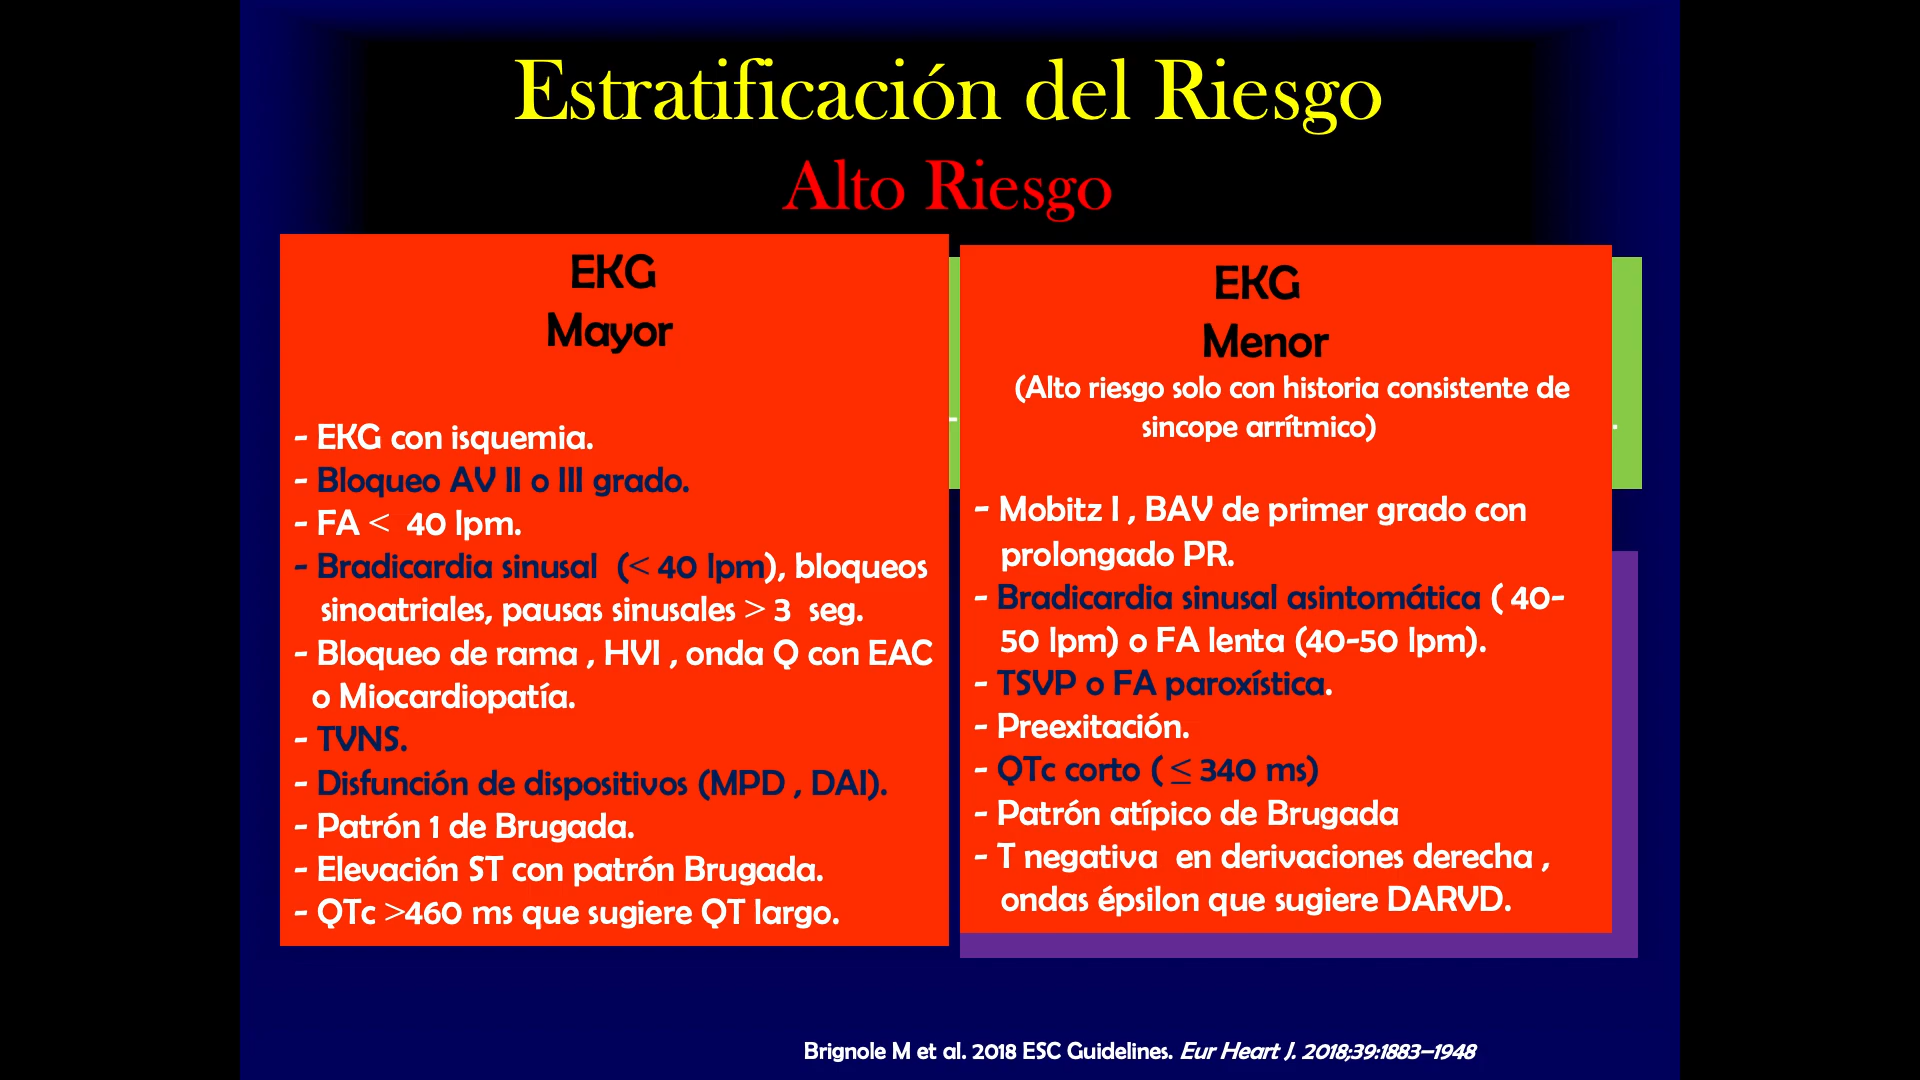 Estratificación del Riesgo
Alto Riesgo
EKG
Mayor
- EKG con isquemia.
- Bloqueo AV II o III grado.
- FA < 40 lpm.
- Bradicardia sinusal (< 40 lpm), bloqueos
sinoatriales, pausas sinusales > 3 seg.
- Bloqueo de rama , HVI , onda Q con EAC
o Miocardiopatía.
- TVNS.
- Disfunción de dispositivos (MPD , DAI).
- Patrón 1 de Brugada.
- Elevación ST con patrón Brugada.
- QTc >460 ms que sugiere QT largo.
EKG
Menor
(Alto riesgo solo con historia consistente de
sincope arrítmico)
- Mobitz I , BAV de primer grado con
prolongado PR.
- Bradicardia sinusal asintomática ( 40-
50 lpm) o FA lenta (40-50 lpm).
- TSVP o FA paroxística.
- Preexitación.
- QTc corto ( ≤ 340 ms)
- Patrón atípico de Brugada
- T negativa en derivaciones derecha ,
ondas épsilon que sugiere DARVD.
Brignole M et al. 2018 ESC Guidelines. Eur Heart J. 2018;39:1883–1948